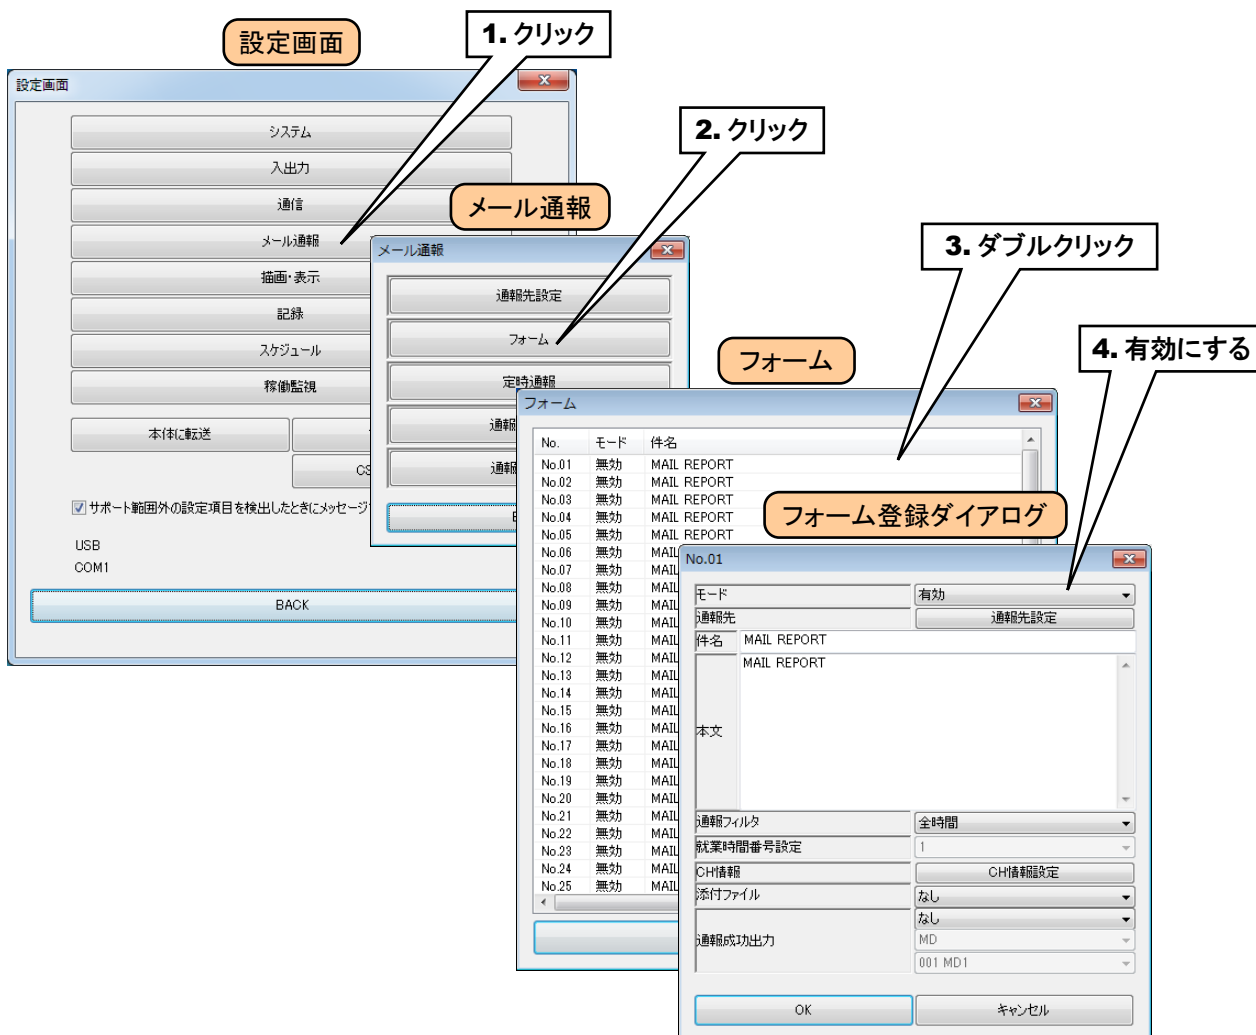 設定画面
1. クリック
設定画面
システム
入出力
通信
メール通報
描画・表示
記録
スケジュール
稼働監視
本体に転送
CS
サポート範囲外の設定項目を検出したときにメッセージ
USB
COM1
BACK
2. クリック
メール通報
メール通報
通報先設定
フォーム
定時通報
通報
通報
3. ダブルクリック
フォーム
フォーム
No. モード 件名
No.01 無効 MAIL REPORT
No.02 無効 MAIL REPORT
No.03 無効 MAIL REPORT
No.04 無効 MAIL REPORT
No.05 無効 MAIL REPORT
No.06 無効 MAIL
No.07 無効 MAIL
No.08 無効 MAIL
No.09 無効 MAIL
No.10 無効 MAIL
No.11 無効 MAIL
No.12 無効 MAIL
No.13 無効 MAIL
No.14 無効 MAIL
No.15 無効 MAIL
No.16 無効 MAIL
No.17 無効 MAIL
No.18 無効 MAIL
No.19 無効 MAIL
No.20 無効 MAIL
No.21 無効 MAIL
No.22 無効 MAIL
No.23 無効 MAIL
No.24 無効 MAIL
No.25 無効 MAIL
4. 有効にする
フォーム登録ダイアログ
No.01
モード 有効
通報先 通報先設定
件名 MAIL REPORT
本文 MAIL REPORT
通報フィルタ 全時間
就業時間番号設定 1
CH情報 CH情報設定
添付ファイル なし
通報成功出力 なし
MD
001 MD1
OK キャンセル